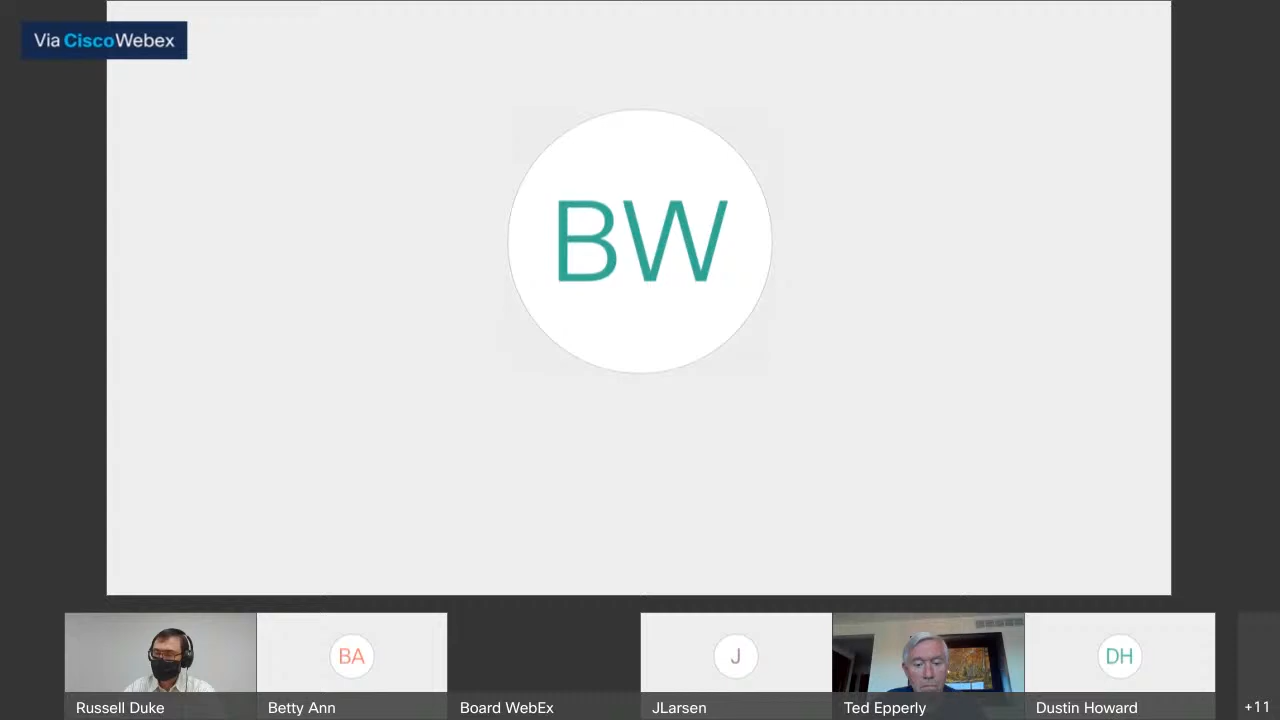 Via CiscoWebex
BW
BA
J
DH
Russell Duke
Betty Ann
Board WebEx
JLarsen
Ted Epperly
Dustin Howard
+11